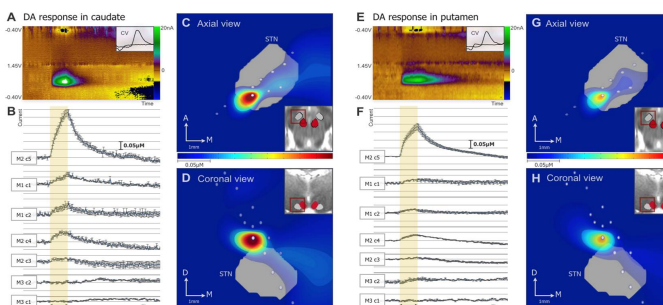 A DA response in caudate
-0.40V
1.45V
-0.40V
CV
20nA
0
Time
B
Current
0.05µM
M2 c5
M1 c1
M1 c2
M2 c4
M2 c3
M3 c2
M3 c1
C Axial view
STN
A
M
1mm
0.05µM
D Coronal view
STN
D
M
1mm
E DA response in putamen
-0.40V
1.45V
-0.40V
CV
20nA
0
Time
F
Current
0.05µM
M2 c5
M1 c1
M1 c2
M2 c4
M2 c3
M3 c2
M3 c1
G Axial view
STN
A
M
1mm
0.05µM
H Coronal view
STN
D
M
1mm